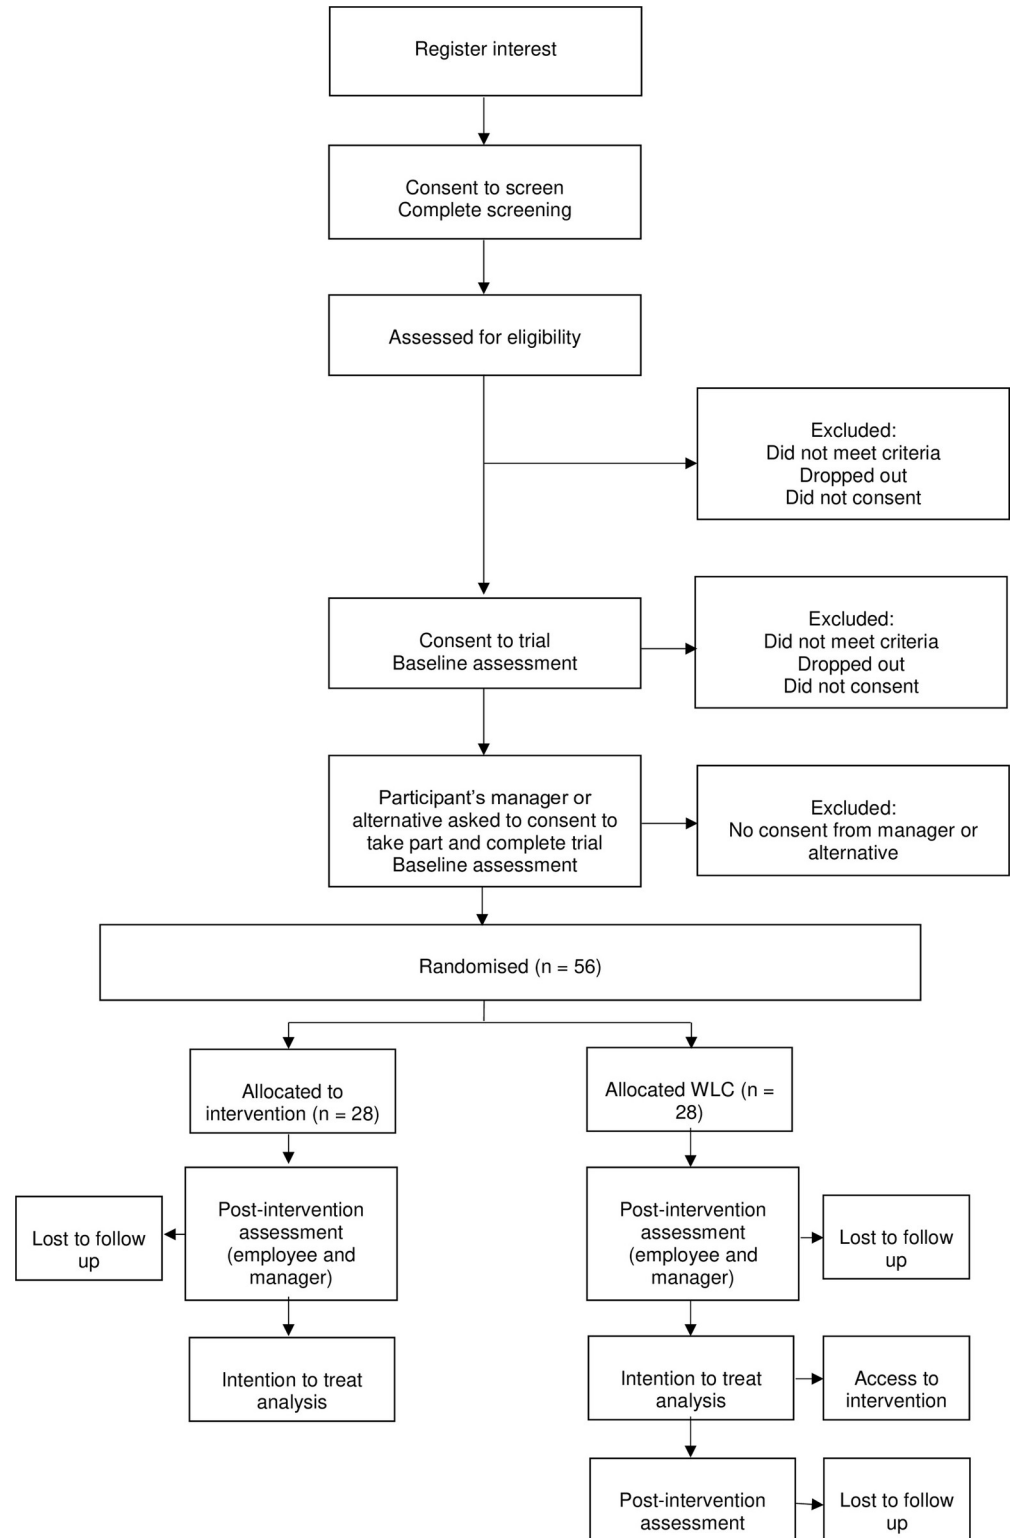 Register interest
Consent to screen
Complete screening
Assessed for eligibility
Excluded:
Did not meet criteria
Dropped out
Did not consent
Consent to trial
Baseline assessment
Excluded:
Did not meet criteria
Dropped out
Did not consent
Participant's manager or
alternative asked to consent to
take part and complete trial
Baseline assessment
Excluded:
No consent from manager or
alternative
Randomised (n = 56)
Allocated to
intervention (n = 28)
Allocated WLC (n =
28)
Lost to follow
up
Post-intervention
assessment
(employee and
manager)
Post-intervention
assessment
(employee and
manager)
Lost to follow
up
Intention to treat
analysis
Intention to treat
analysis
Access to
intervention
Post-intervention
assessment
Lost to follow
up